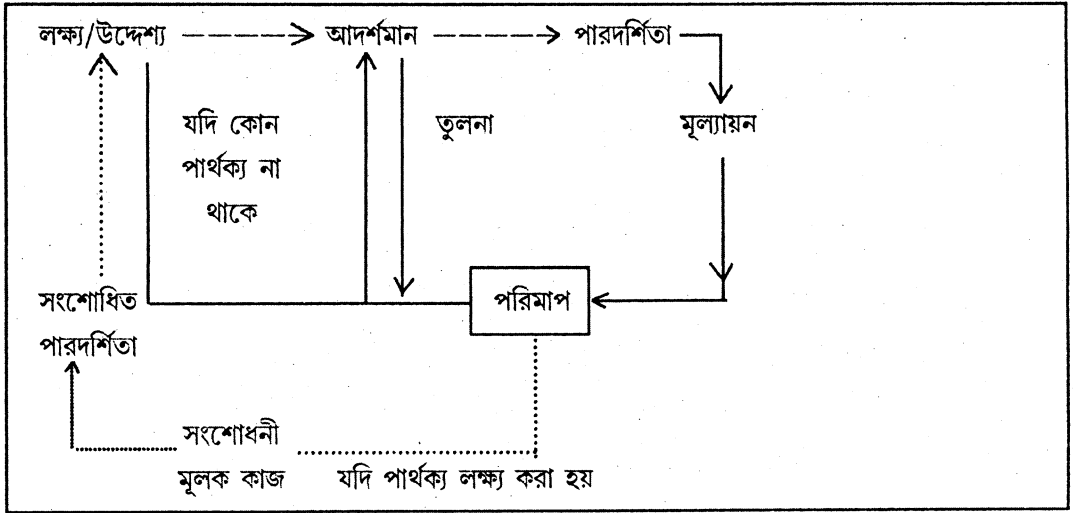 লক্ষ্য/উদ্দেশ্য আদর্শমান পারদর্শিতা
যদি কোন
পার্থক্য না
থাকে
তুলনা
মূল্যায়ন
সংশোধিত
পারদর্শিতা
পরিমাপ
সংশোধনী
মূলক কাজ
যদি পার্থক্য লক্ষ্য করা হয়